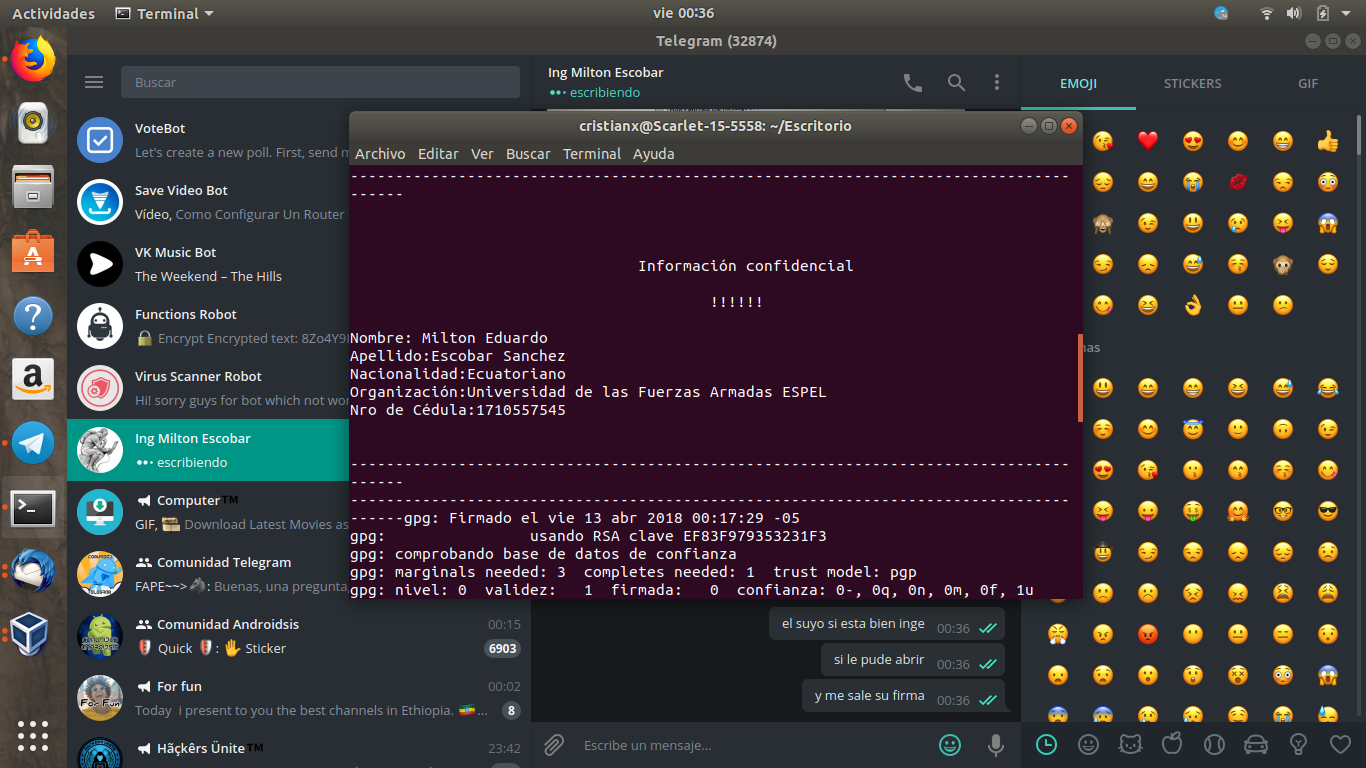 Actividades
Terminal
vie 00:36
Telegram (32874)
Buscar
Ing Milton Escobar
escribiendo
EMOJI
STICKERS
GIF
VoteBot
Let's create a new poll. First, send m
Save Video Bot
Vídeo, Como Configurar Un Router
VK Music Bot
The Weekend – The Hills
Functions Robot
Encrypt Encrypted text: 8Zo4Y9
Virus Scanner Robot
Hi! sorry guys for bot which not wor
Ing Milton Escobar
escribiendo
Computer™
GIF, Download Latest Movies as
Comunidad Telegram
FAPE~~>: Buenas, una pregunta
Comunidad Androidsis
00:15
Quick : Sticker
6903
For fun
00:02
Today i present to you the best channels in Ethiopia. ...
8
Hãçkêrs Ünite™
23:42
cristianx@Scarlet-15-5558: ~/Escritorio
Archivo Editar Ver Buscar Terminal Ayuda
--------------------------------------------------------------------------------
------
Información confidencial
!!!!!!
Nombre: Milton Eduardo
Apellido:Escobar Sanchez
Nacionalidad:Ecuatoriano
Organización:Universidad de las Fuerzas Armadas ESPEL
Nro de Cédula:1710557545
--------------------------------------------------------------------------------
------
--------------------------------------------------------------------------------
------gpg: Firmado el vie 13 abr 2018 00:17:29 -05
gpg:                usando RSA clave EF83F979353231F3
gpg: comprobando base de datos de confianza
gpg: marginals needed: 3  completes needed: 1  trust model: pgp
gpg: nivel: 0  validez:   1  firmada:   0  confianza: 0-, 0q, 0n, 0m, 0f, 1u
el suyo si esta bien inge 00:36
si le pude abrir 00:36
y me sale su firma 00:36
Escribe un mensaje...
nas